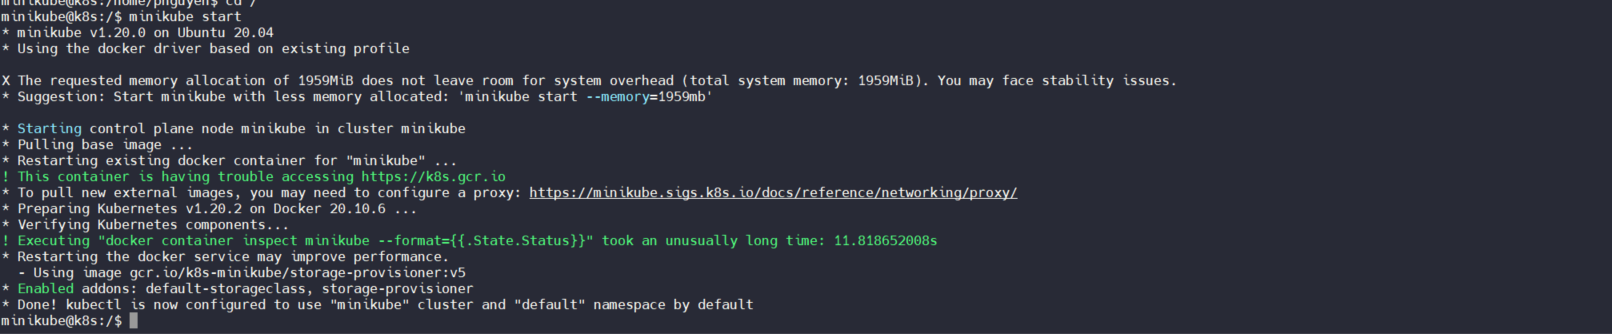 minikube@k8s:/home/phguyen$ cd /
minikube@k8s:/$ minikube start
* minikube v1.20.0 on Ubuntu 20.04
* Using the docker driver based on existing profile
X The requested memory allocation of 1959MiB does not leave room for system overhead (total system memory: 1959MiB). You may face stability issues.
* Suggestion: Start minikube with less memory allocated: 'minikube start --memory=1959mb'
* Starting control plane node minikube in cluster minikube
* Pulling base image ...
* Restarting existing docker container for "minikube" ...
! This container is having trouble accessing https://k8s.gcr.io
* To pull new external images, you may need to configure a proxy: https://minikube.sigs.k8s.io/docs/reference/networking/proxy/
* Preparing Kubernetes v1.20.2 on Docker 20.10.6 ...
* Verifying Kubernetes components...
! Executing "docker container inspect minikube --format={{.State.Status}}" took an unusually long time: 11.818652008s
* Restarting the docker service may improve performance.
- Using image gcr.io/k8s-minikube/storage-provisioner:v5
* Enabled addons: default-storageclass, storage-provisioner
* Done! kubectl is now configured to use "minikube" cluster and "default" namespace by default
minikube@k8s:/$